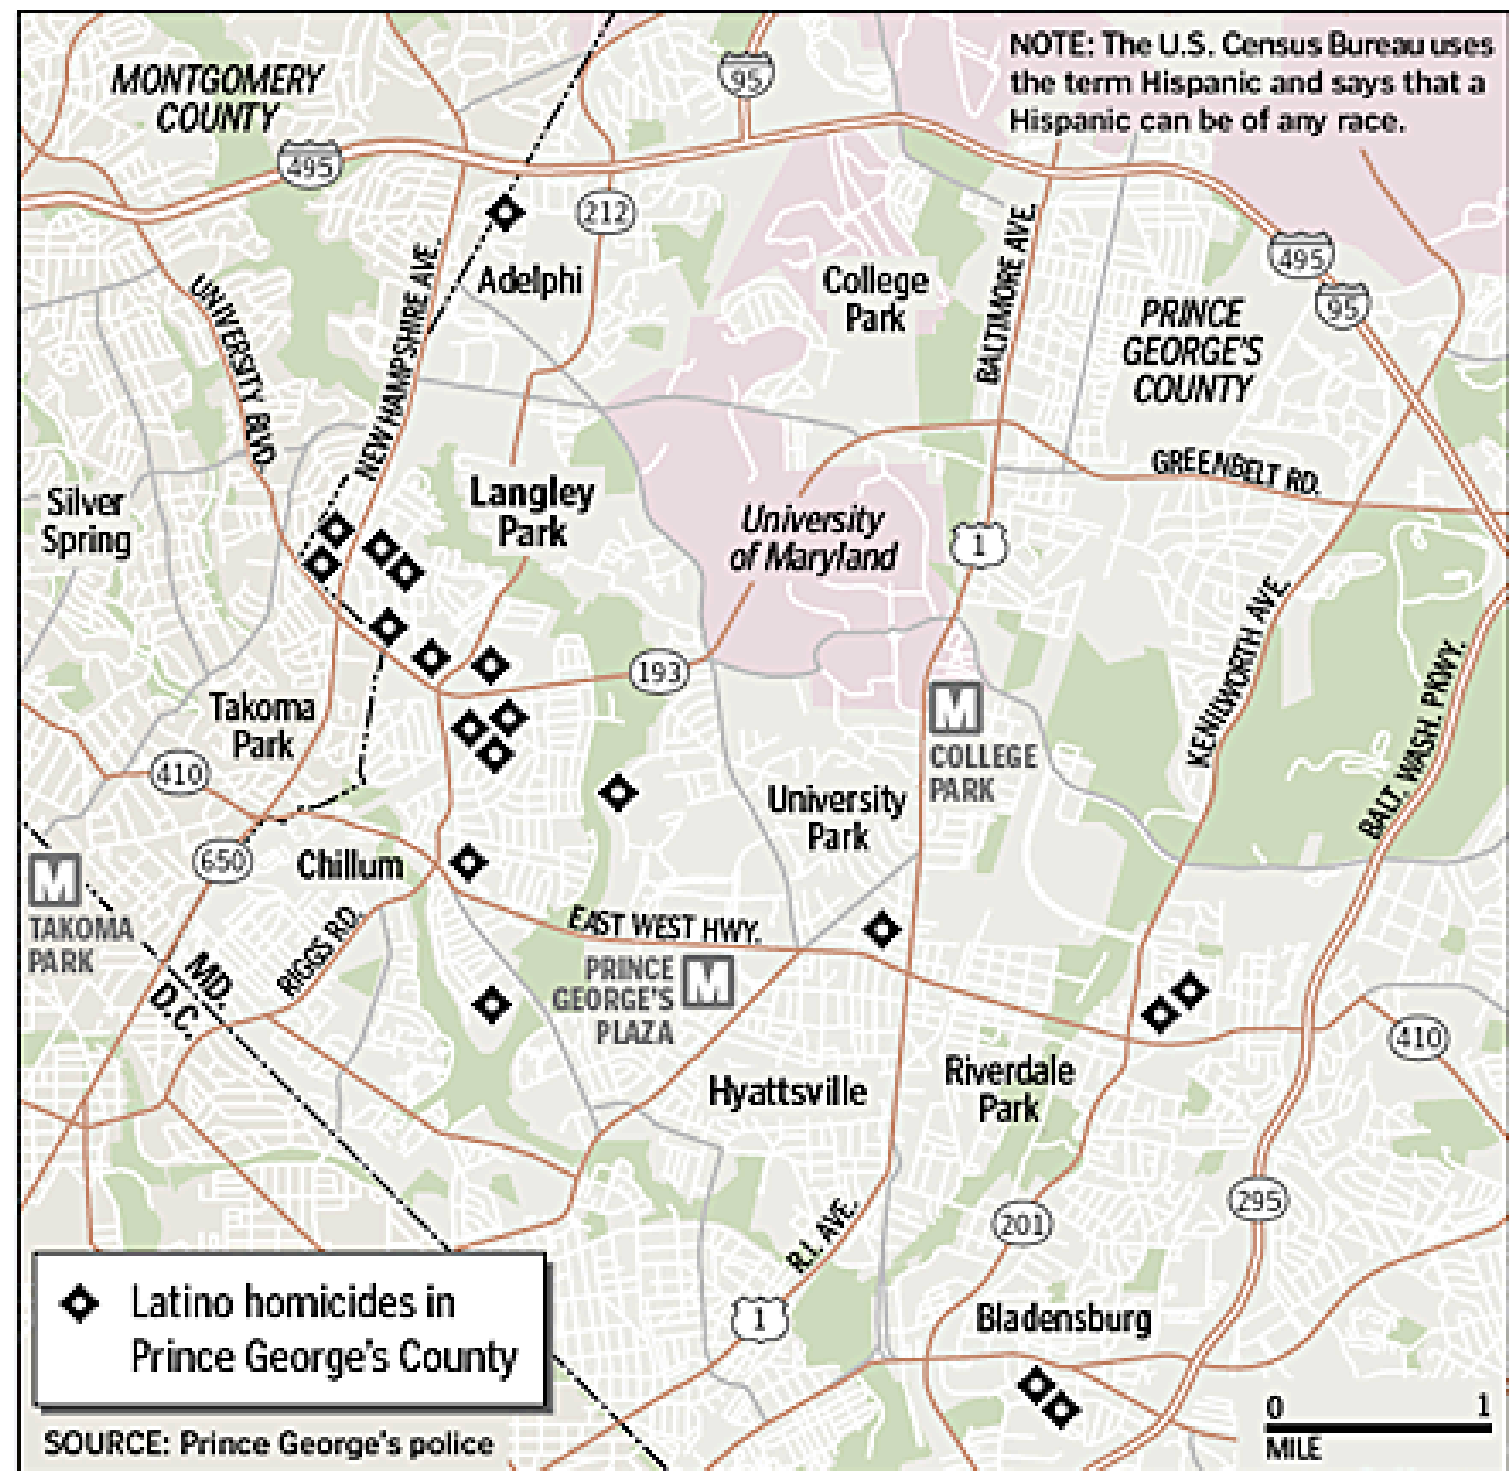 MONTGOMERY
COUNTY
95
NOTE: The U.S. Census Bureau uses
the term Hispanic and says that a
Hispanic can be of any race.
495
212
Adelphi
College
Park
BALTIMORE AVE.
495
95
PRINCE
GEORGE'S
COUNTY
UNIVERSITY BLVD.
NEW HAMPSHIRE AVE.
GREENBELT RD.
Silver
Spring
Langley
Park
University
of Maryland
1
KENILWORTH AVE.
BALT. WASH. PKWY.
193
Takoma
Park
M
COLLEGE
PARK
410
University
Park
650
Chillum
M
TAKOMA
PARK
EAST WEST HWY.
RIGGS RD.
MD.
D.C.
PRINCE
GEORGE'S
PLAZA
M
410
Hyattsville
Riverdale
Park
R.I. AVE.
201
295
1
Bladensburg
Latino homicides in
Prince George's County
SOURCE: Prince George's police
0 1
MILE